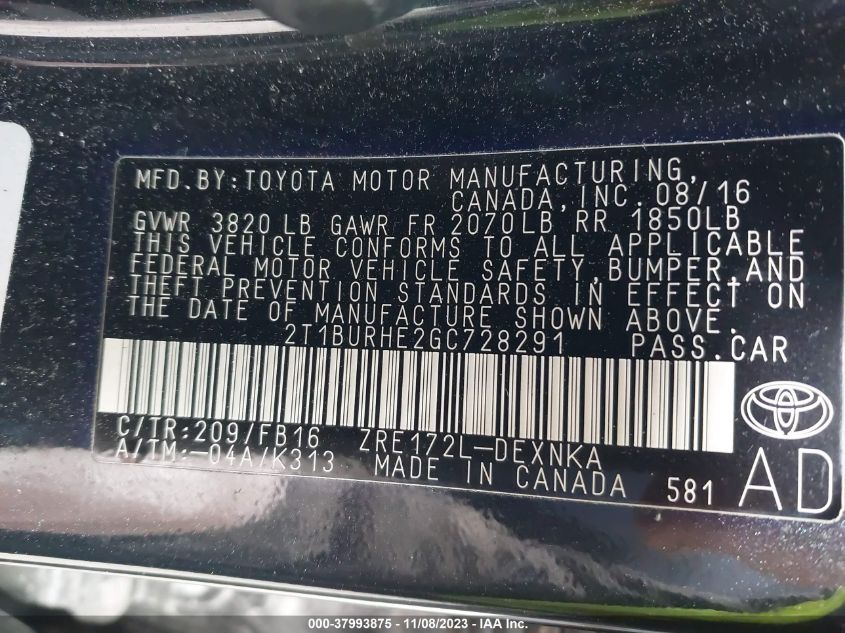 MFD.BY:TOYOTA MOTOR MANUFACTURING,
CANADA,INC.08/16
GVWR 3820 LB GAWR FR 2070LB RR 1850LB
THIS VEHICLE CONFORMS TO ALL APPLICABLE
FEDERAL MOTOR VEHICLE SAFETY,BUMPER,AND
THEFT PREVENTION STANDARDS IN EFFECT ON
THE DATE OF MANUFACTURE SHOWN ABOVE.
2T1BURHE2GC728291 PASS.CAR
C/TR:209/FB16 ZRE172L-DEXNKA
A/TM:-04A/K313 MADE IN CANADA 581 AD
000-37993875 - 11/08/2023 - IAA Inc.